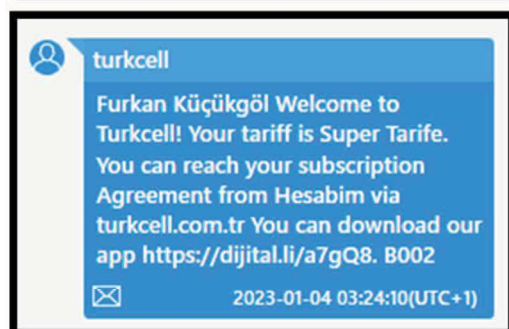 turkcell
Furkan Küçükgöl Welcome to
Turkcell! Your tariff is Super Tarife.
You can reach your subscription
Agreement from Hesabim via
turkcell.com.tr You can download our
app https://dijital.li/a7gQ8. B002
2023-01-04 03:24:10(UTC+1)